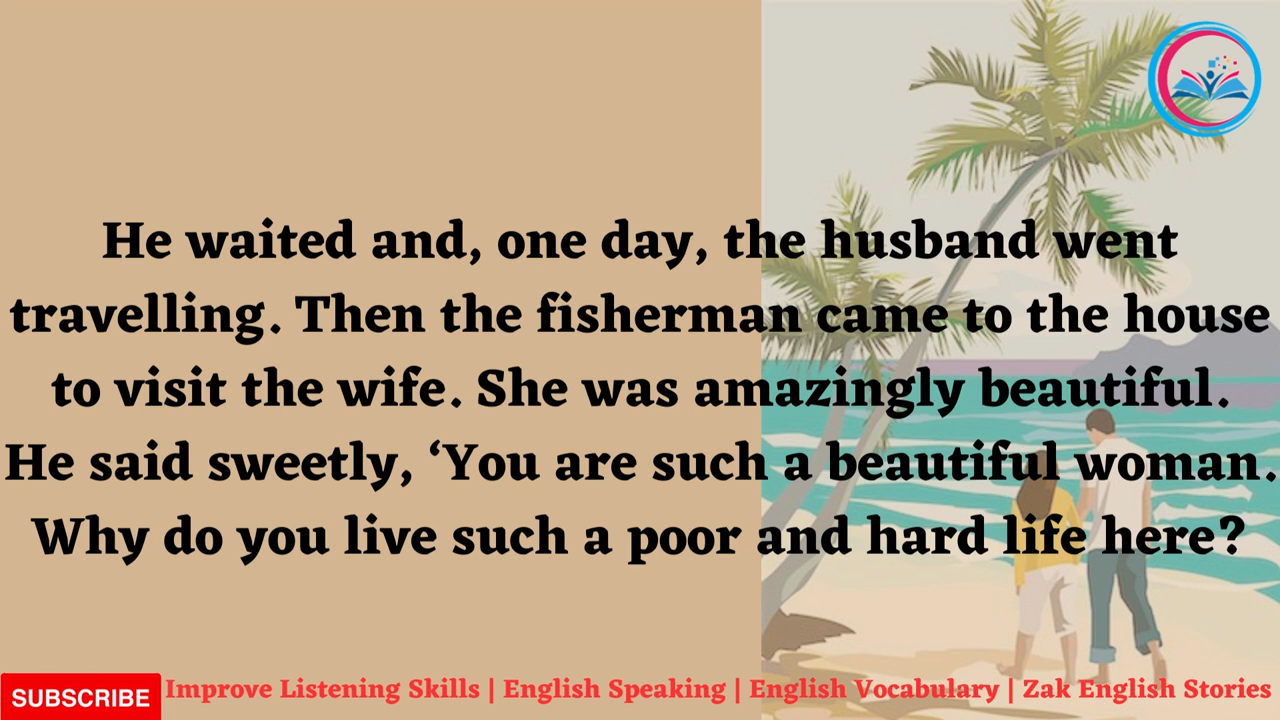 He waited and, one day, the husband went
travelling. Then the fisherman came to the house
to visit the wife. She was amazingly beautiful.
He said sweetly, ‘You are such a beautiful woman.
Why do you live such a poor and hard life here?
SUBSCRIBE
Improve Listening Skills | English Speaking | English Vocabulary | Zak English Stories